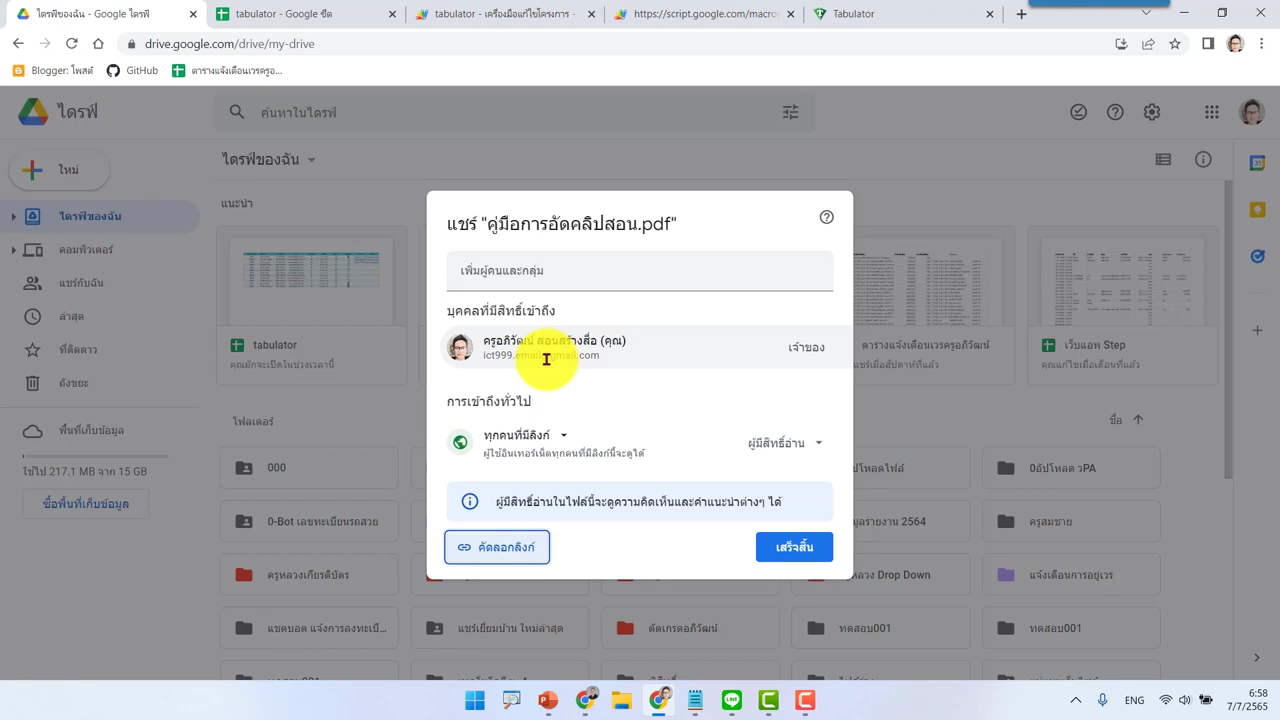 ไดรฟ์ของฉัน - Google ไดรฟ์
tabulator - Google ชีต
tabulator - เครื่องมือแก้ไขโครงการ -
https://script.google.com/macros
Tabulator
drive.google.com/drive/my-drive
Blogger: โพสต์
GitHub
ตารางแจ้งเตือนเวรครูอ...
ไดรฟ์
ค้นหาในไดรฟ์
ใหม่
ไดรฟ์ของฉัน
คอมพิวเตอร์
แชร์กับฉัน
ล่าสุด
ที่ติดดาว
ถังขยะ
พื้นที่เก็บข้อมูล
ใช้ไป 217.1 MB จาก 15 GB
ซื้อพื้นที่เก็บข้อมูล
ไดรฟ์ของฉัน
แนะนำ
tabulator
คุณมักจะเปิดในช่วงเวลานี้
ตารางแจ้งเตือนเวรครูอภิวัฒน์
แชร์เมื่อสัปดาห์ที่แล้ว
เว็บแอพ Step
คุณแก้ไขเมื่อเดือนที่แล้ว
โฟลเดอร์
ชื่อ
แชร์ "คู่มือการอัดคลิปสอน.pdf"
เพิ่มผู้คนและกลุ่ม
บุคคลที่มีสิทธิ์เข้าถึง
ครูอภิวัฒน์ สอนสร้างสื่อ (คุณ)
เจ้าของ
การเข้าถึงทั่วไป
ทุกคนที่มีลิงก์
ผู้ใช้อินเทอร์เน็ตทุกคนที่มีลิงก์นี้จะดูได้
ผู้มีสิทธิ์อ่าน
ผู้มีสิทธิ์อ่านในไฟล์นี้จะดูความคิดเห็นและคำแนะนำต่างๆ ได้
คัดลอกลิงก์
เสร็จสิ้น
000
0อัปโหลด วPA
0-Bot เลขทะเบียนรถสวย
ครูสมชาย
ครูหลวงเกียรติบัตร
แจ้งเตือนการอยู่เวร
แชตบอต แจ้งการลงทะเบี...
แชร์เยี่ยมบ้าน ใหม่ล่าสุด
ตัดเกรดอภิวัฒน์
ทดสอบ001
ทดสอบ001
ENG
6:58
7/7/2565